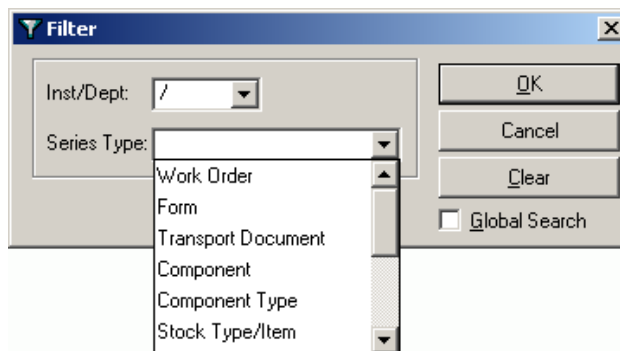 Filter
Inst/Dept: /
OK
Series Type:
Cancel
Work Order
Clear
Form
Global Search
Transport Document
Component
Component Type
Stock Type/Item